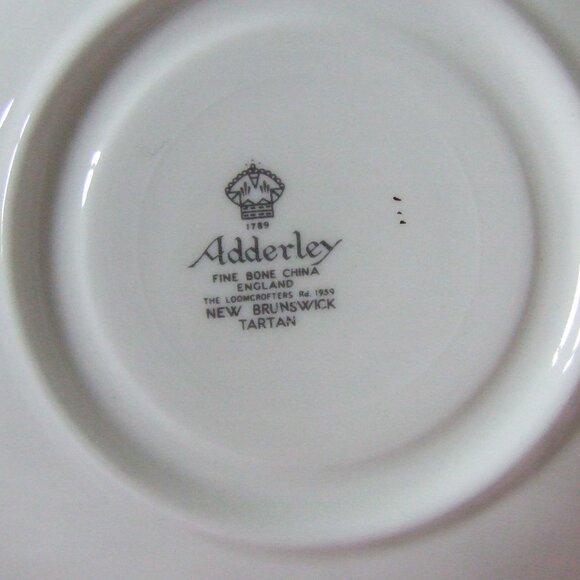 1789
Adderley
FINE BONE CHINA
ENGLAND
THE LOOMCROFTERS Rd. 1959
NEW BRUNSWICK
TARTAN